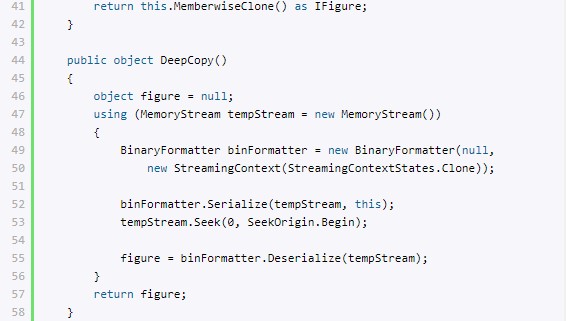 41 return this.MemberwiseClone() as IFigure;
42 }
43
44 public object DeepCopy()
45 {
46 object figure = null;
47 using (MemoryStream tempStream = new MemoryStream())
48 {
49 BinaryFormatter binFormatter = new BinaryFormatter(null,
50 new StreamingContext(StreamingContextStates.Clone));
51
52 binFormatter.Serialize(tempStream, this);
53 tempStream.Seek(0, SeekOrigin.Begin);
54
55 figure = binFormatter.Deserialize(tempStream);
56 }
57 return figure;
58 }